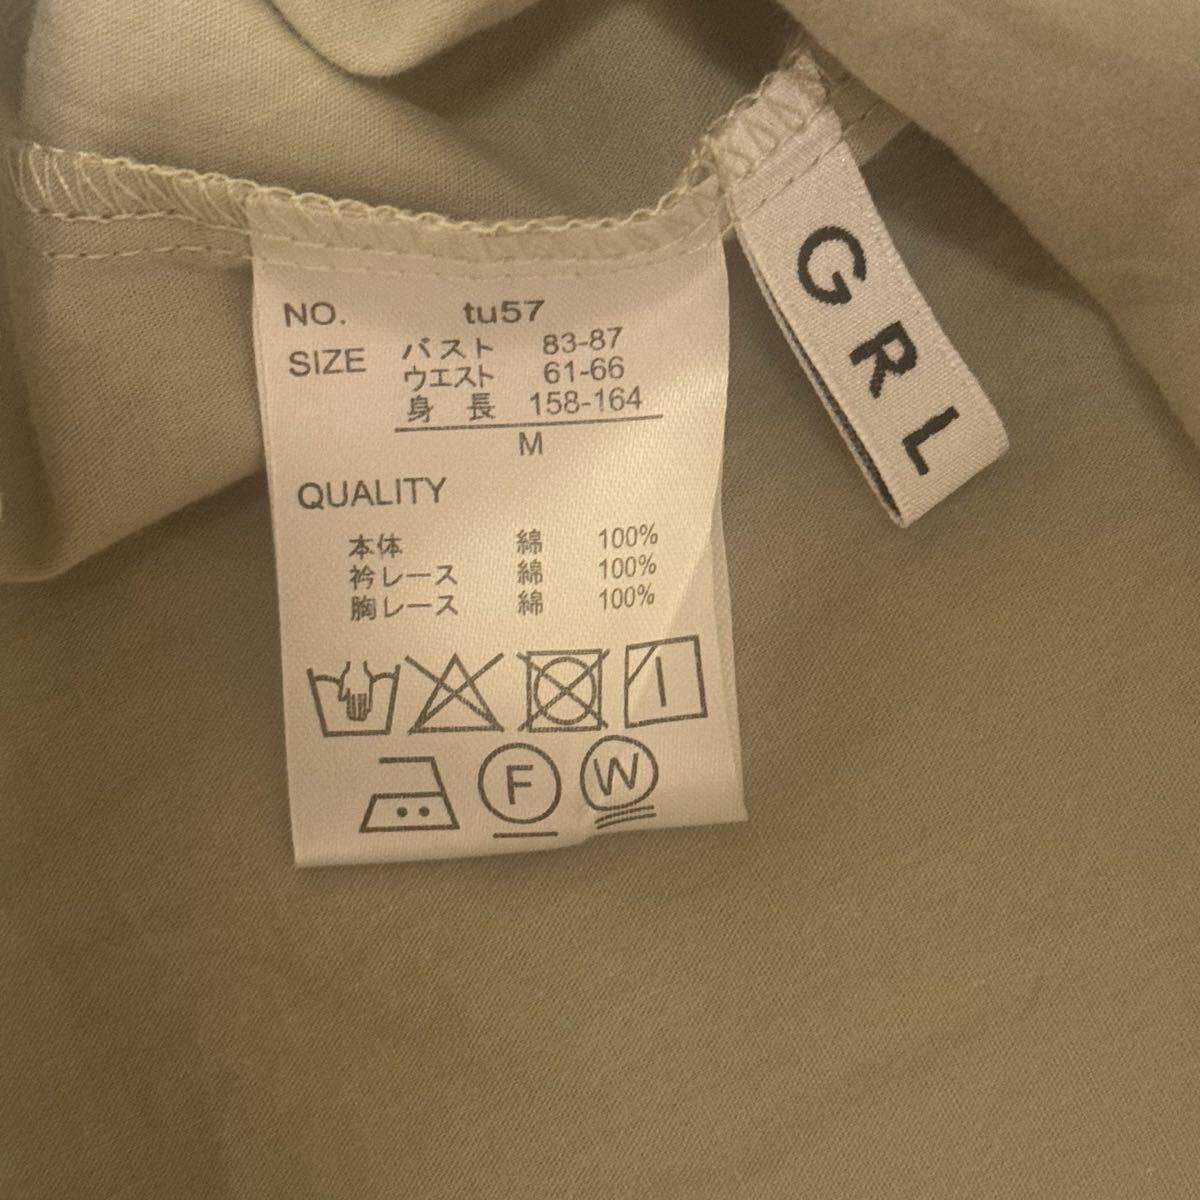 NO. tu57
SIZE バスト 83-87
ウエスト 61-66
身長 158-164
M
QUALITY
本体 綿 100%
衿レース 綿 100%
胸レース 綿 100%
F W
GRL